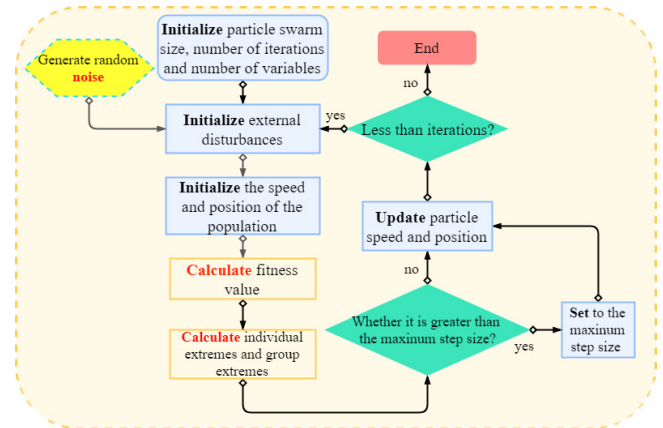 Generate random
noise
Initialize particle swarm
size, number of iterations
and number of variables
Initialize external
disturbances
Initialize the speed
and position of the
population
Calculate fitness
value
Calculate individual
extremes and group
extremes
Whether it is greater than
the maxinum step size?
yes
Set to the
maxinum
step size
no
Update particle
speed and position
Less than iterations?
yes
no
End